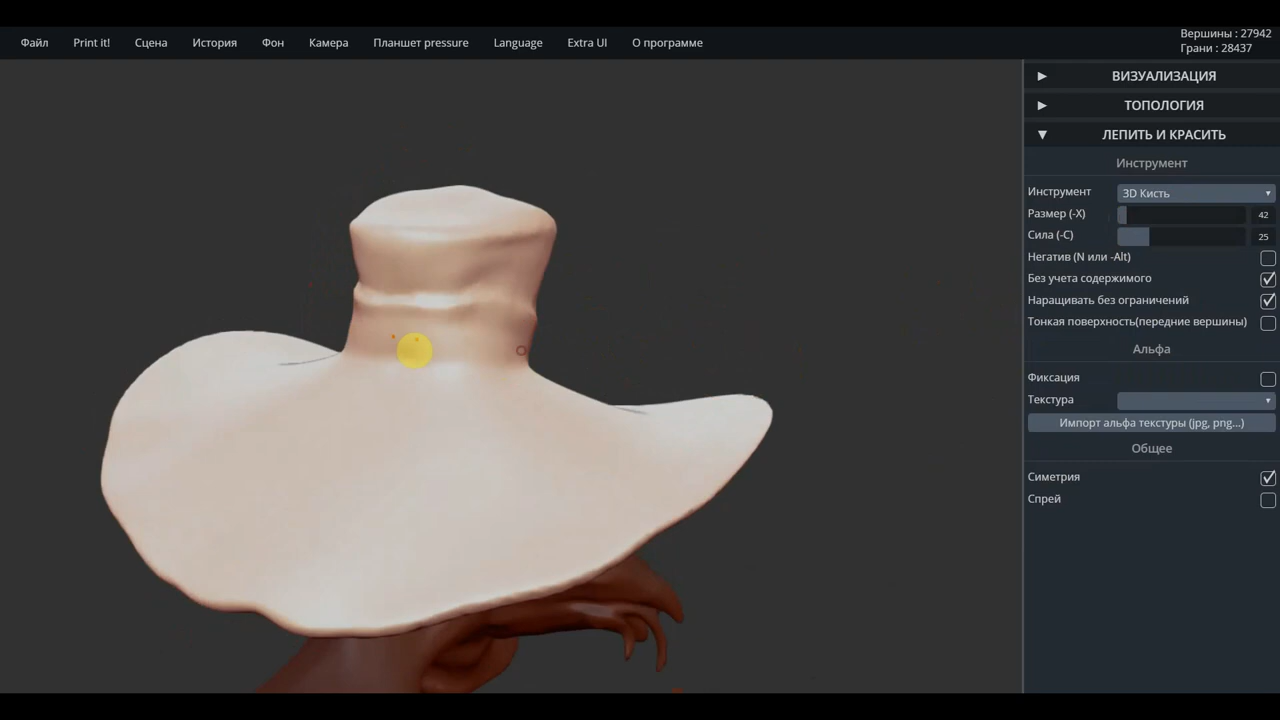 Файл Print it! Сцена История Фон Камера Планшет pressure Language Extra UI О программе
Вершины : 27942
Грани : 28437
ВИЗУАЛИЗАЦИЯ
ТОПОЛОГИЯ
ЛЕПИТЬ И КРАСИТЬ
Инструмент
Инструмент 3D Кисть
Размер (-X) 42
Сила (-C) 25
Негатив (N или -Alt)
Без учета содержимого
Наращивать без ограничений
Тонкая поверхность(передние вершины)
Альфа
Фиксация
Текстура
Импорт альфа текстуры (jpg, png...)
Общее
Симетрия
Спрей